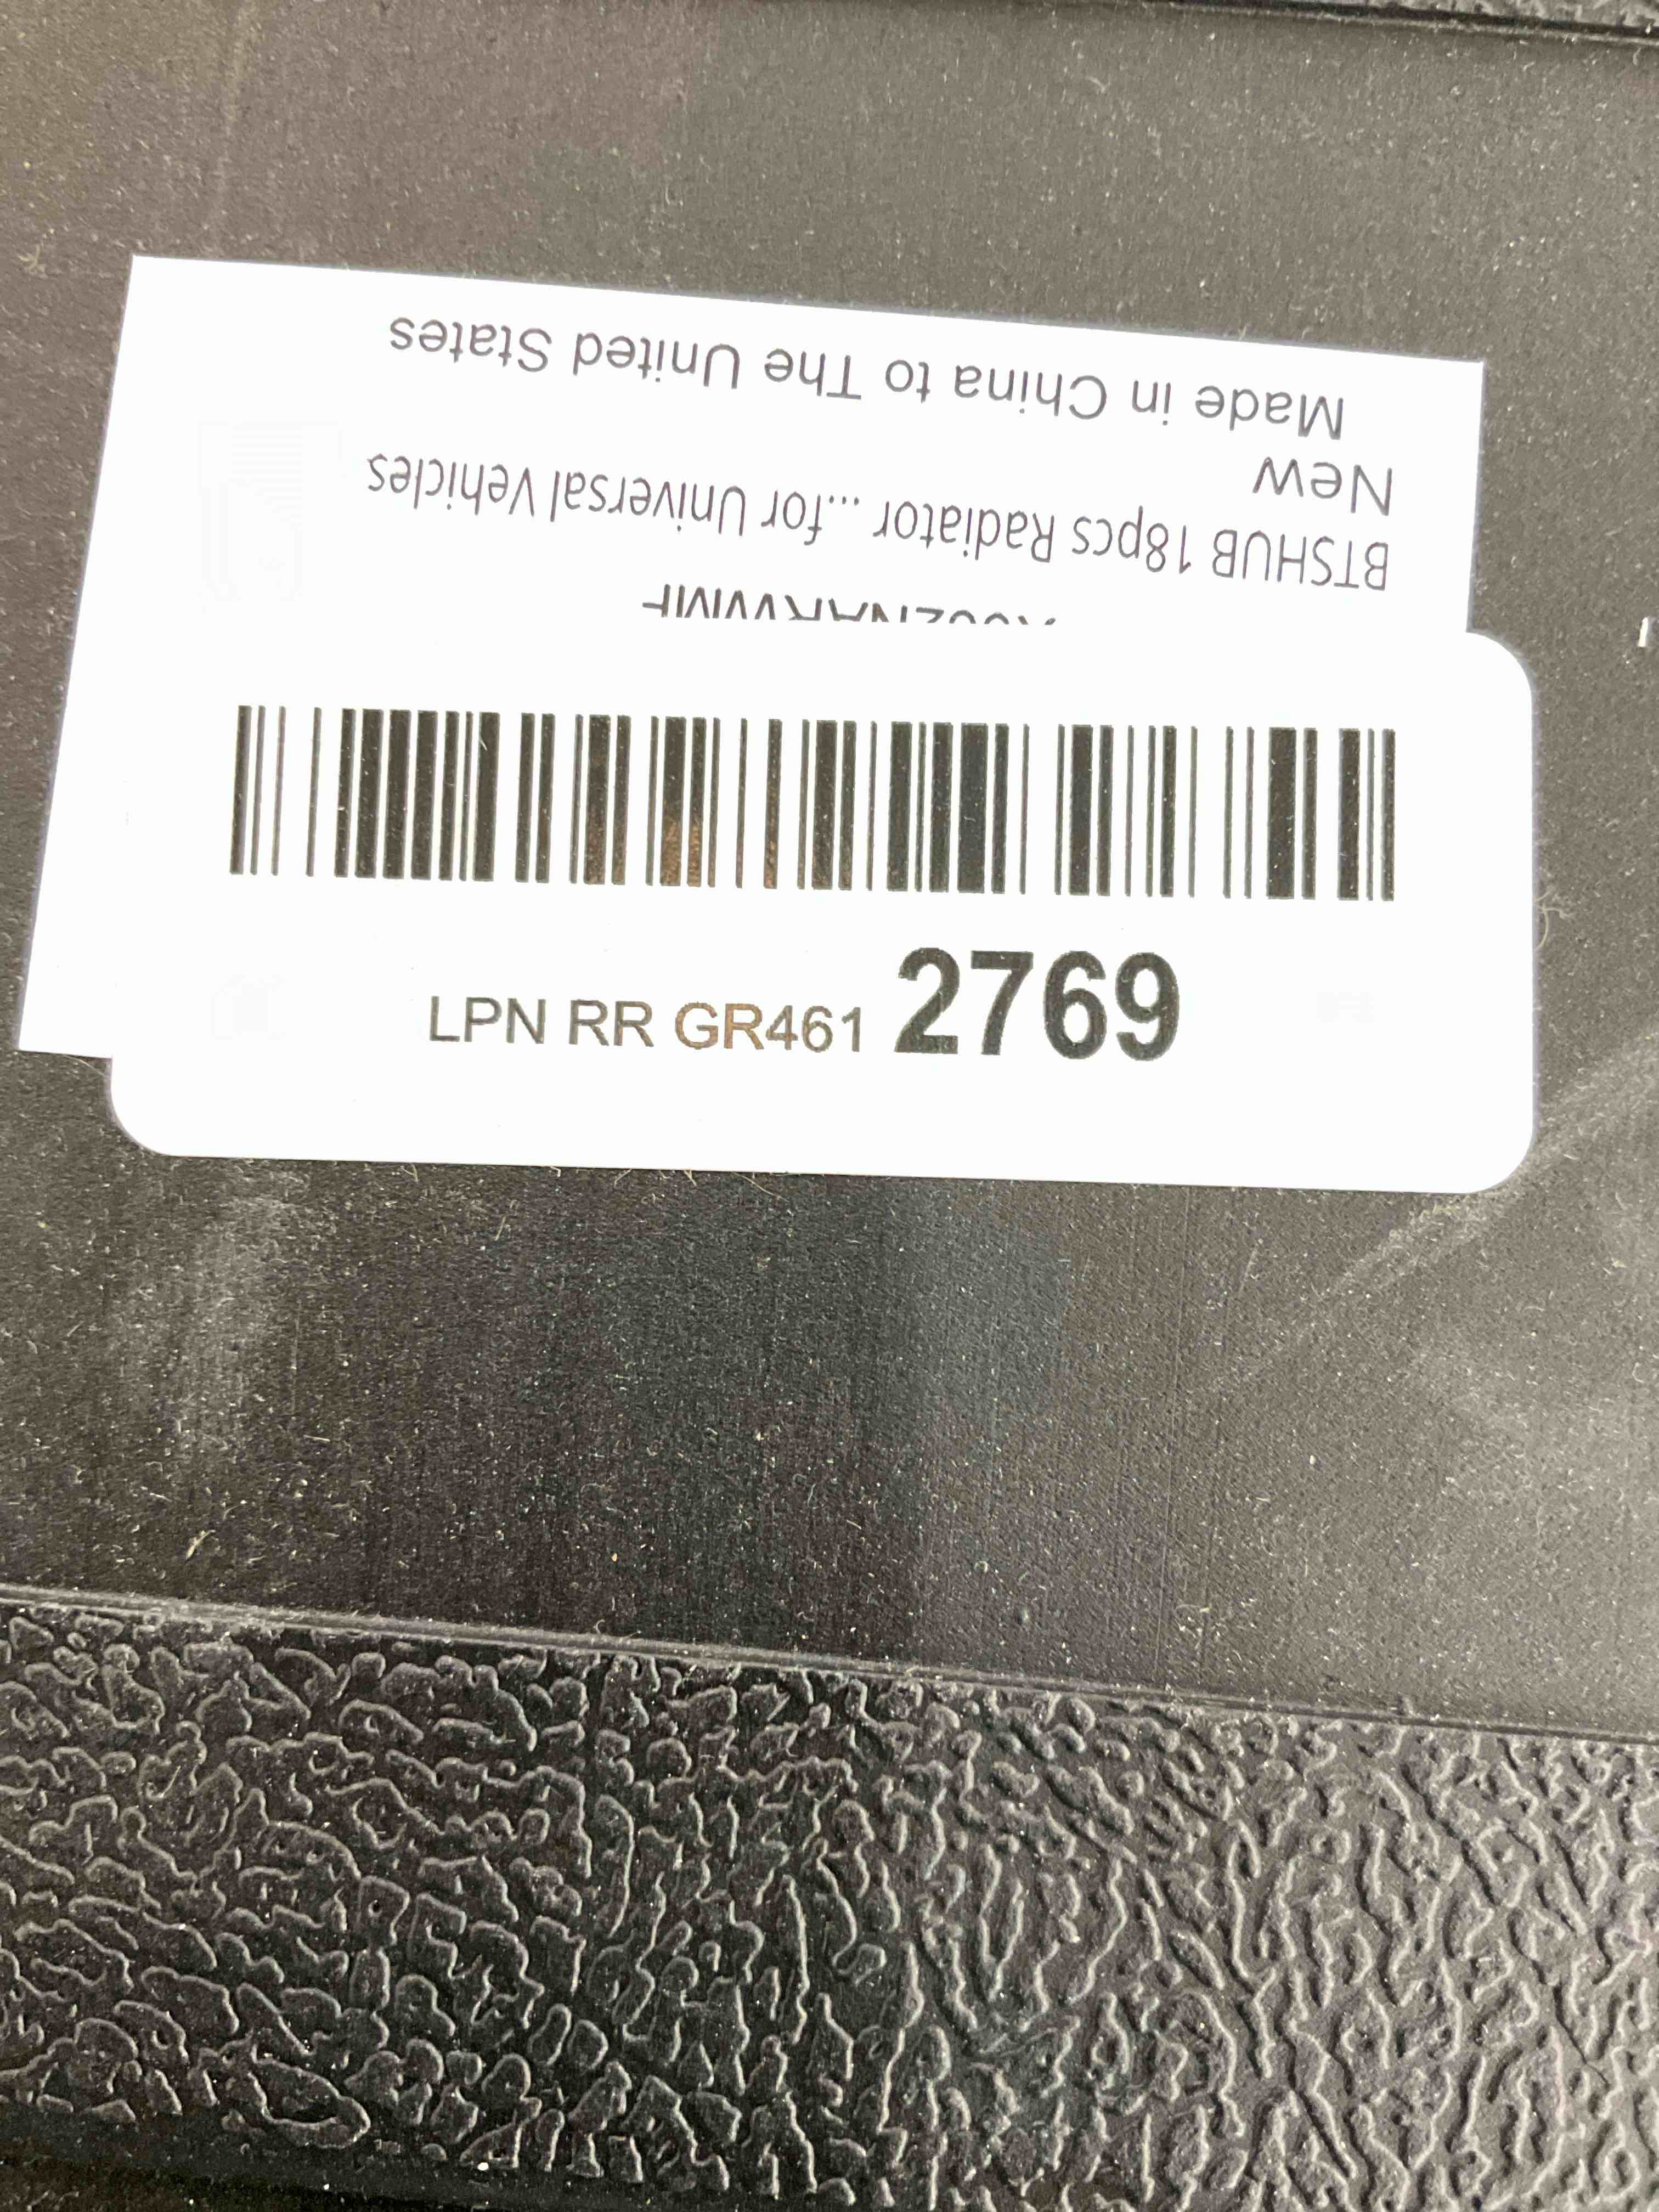 BTSHUB 18pcs Radiator ...for Universal Vehicles
New
Made in China to The United States
LPN RR GR461 2769